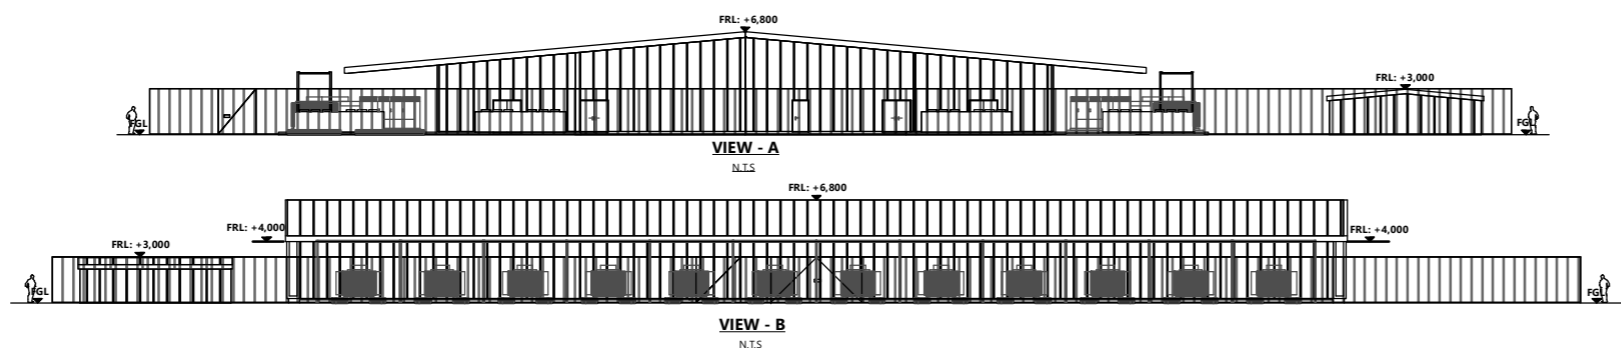 FRL: +6,800
FRL: +3,000
FGL
FGL
VIEW - A
N.T.S
FRL: +6,800
FRL: +4,000
FRL: +4,000
FRL: +3,000
FGL
FGL
VIEW - B
N.T.S